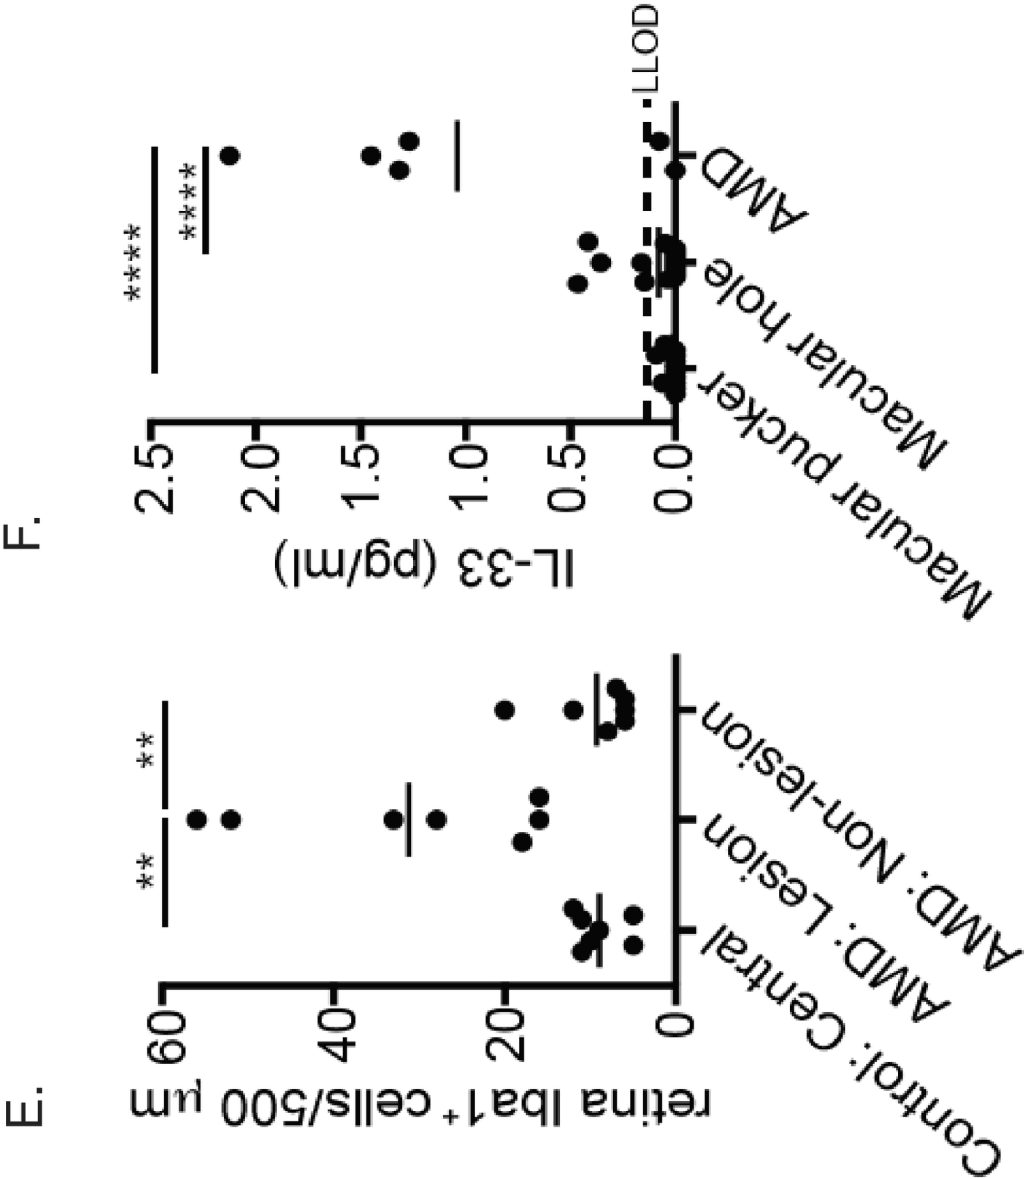 E.
retina Iba1+ cells/500 µm
60
40
20
0
**
**
Control: Central
AMD: Lesion
AMD: Non-lesion
F.
IL-33 (pg/ml)
2.5
2.0
1.5
1.0
0.5
0.0
****
****
LLOD
Macular pucker
Macular hole
AMD